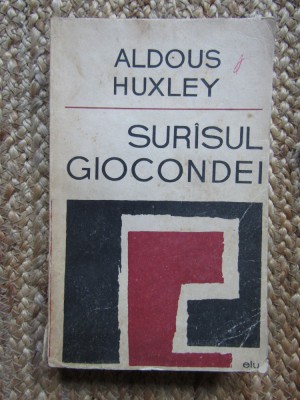 ALDOUS
HUXLEY
SURÎSUL
GIOCONDEI
elu